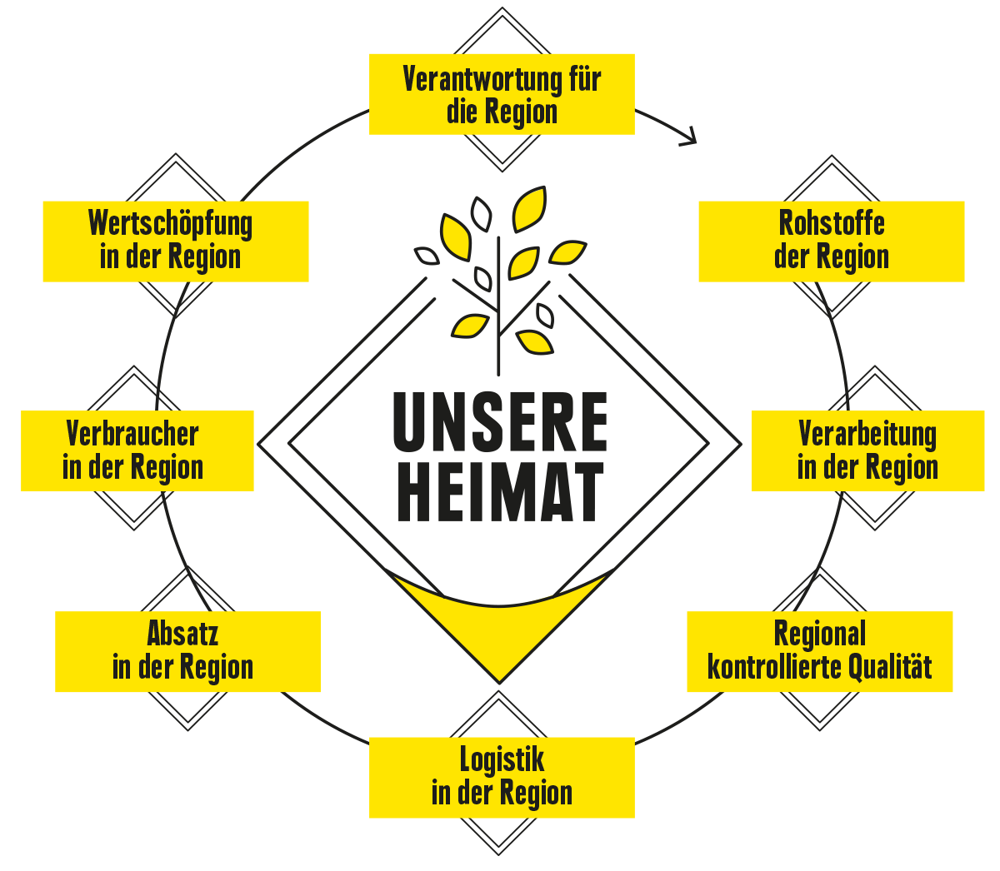 Verantwortung für
die Region
Wertschöpfung
in der Region
Rohstoffe
der Region
UNSERE
HEIMAT
Verbraucher
in der Region
Verarbeitung
in der Region
Absatz
in der Region
Regional
kontrollierte Qualität
Logistik
in der Region